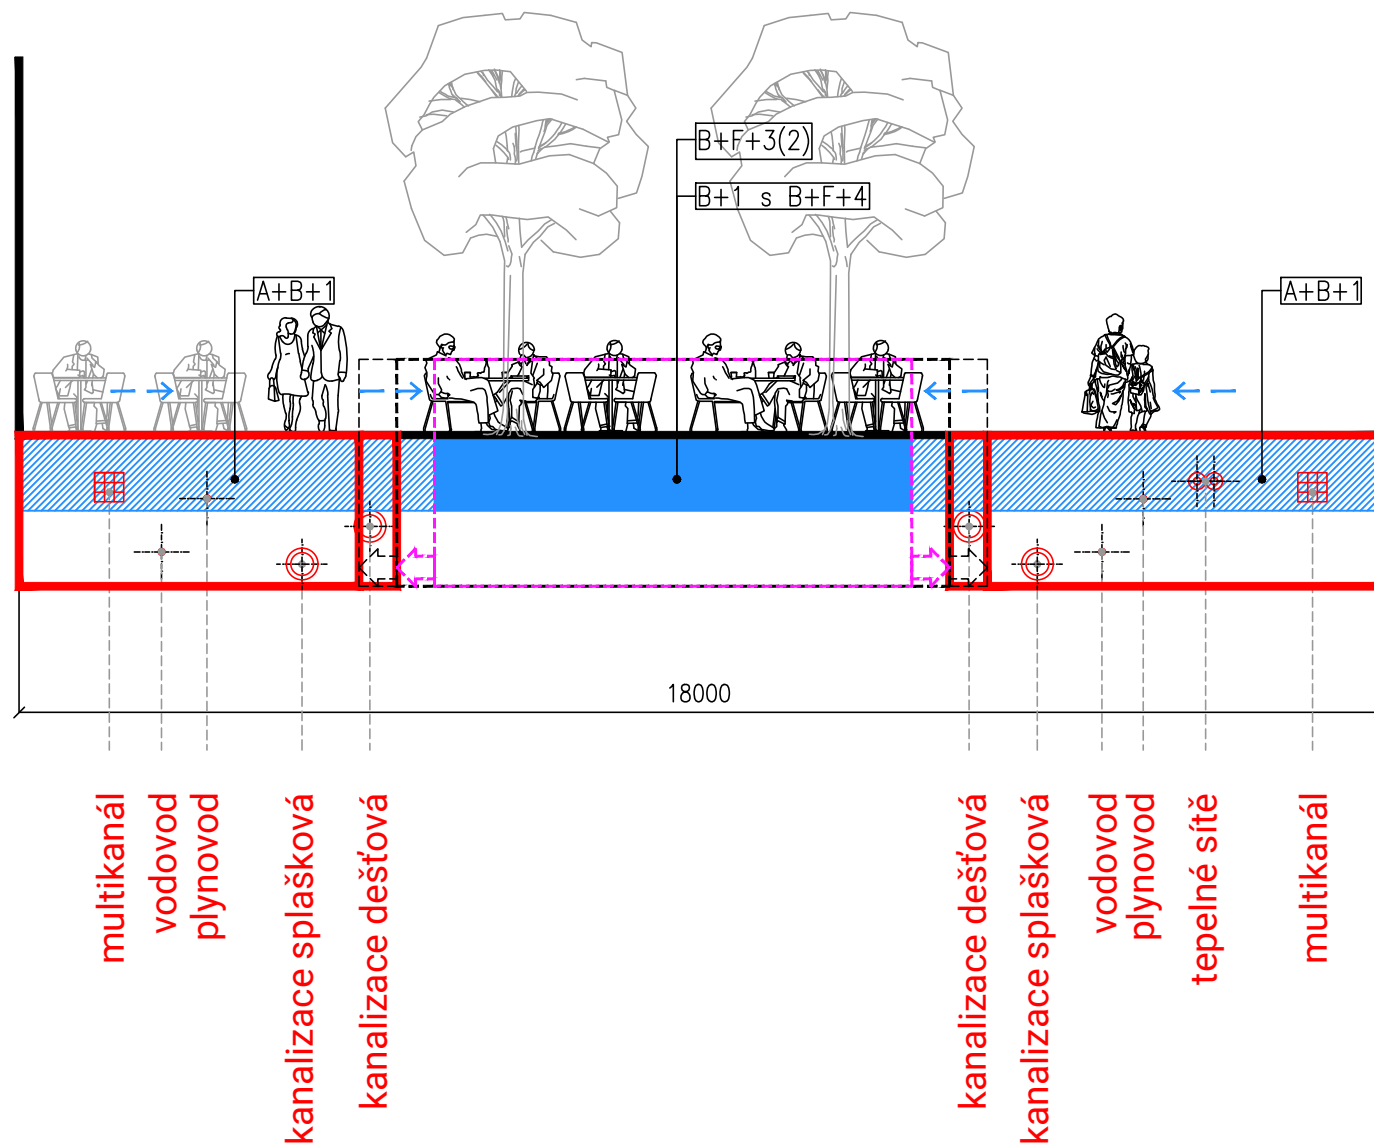 B+F+3(2)
B+1 s B+F+4
A+B+1
A+B+1
18000
multikanál
vodovod
plynovod
kanalizace splašková
kanalizace dešťová
kanalizace dešťová
kanalizace splašková
vodovod
plynovod
tepelné sítě
multikanál